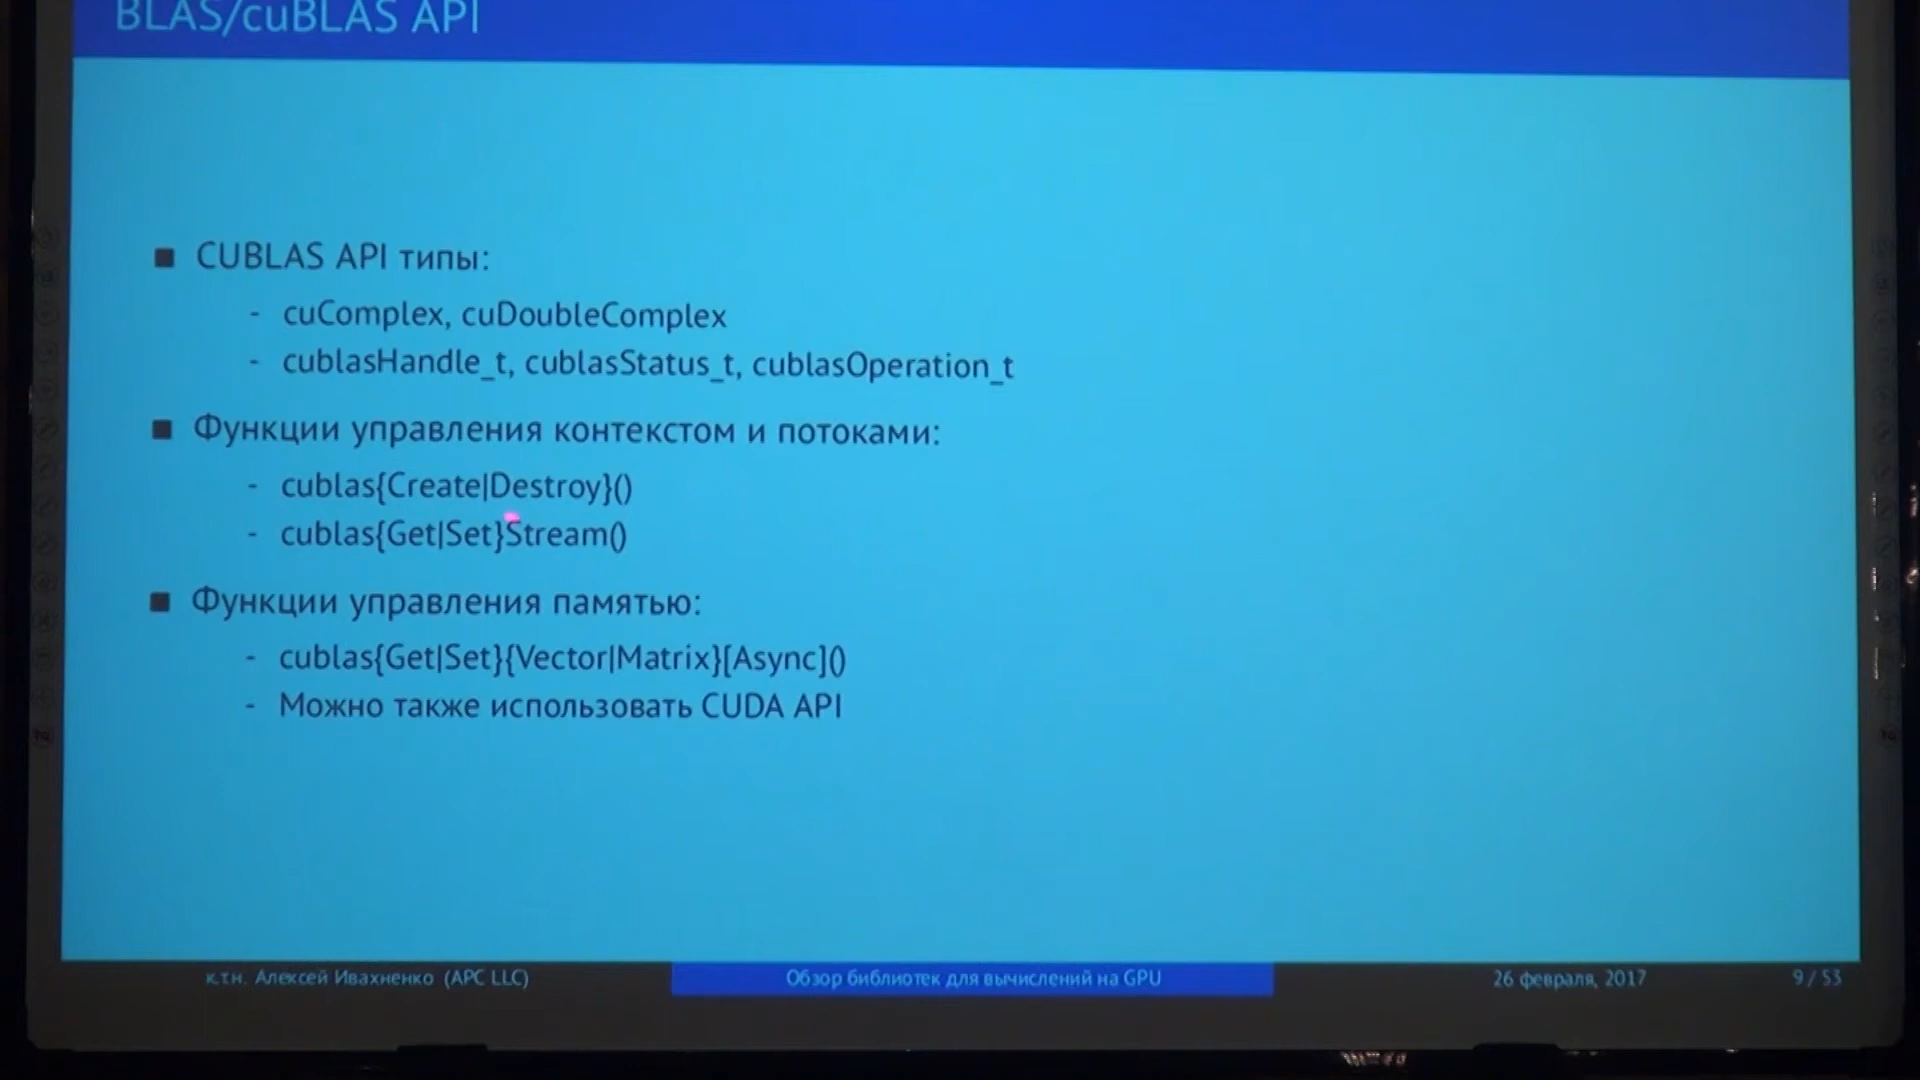 BLAS/cuBLAS API
■ CUBLAS API типы:
- cuComplex, cuDoubleComplex
- cublasHandle_t, cublasStatus_t, cublasOperation_t
■ Функции управления контекстом и потоками:
- cublas{Create|Destroy}()
- cublas{Get|Set}Stream()
■ Функции управления памятью:
- cublas{Get|Set}{Vector|Matrix}[Async]()
- Можно также использовать CUDA API
к.т.н. Алексей Ивахненко (APC LLC)
Обзор библиотек для вычислений на GPU
26 февраля, 2017
9 / 53